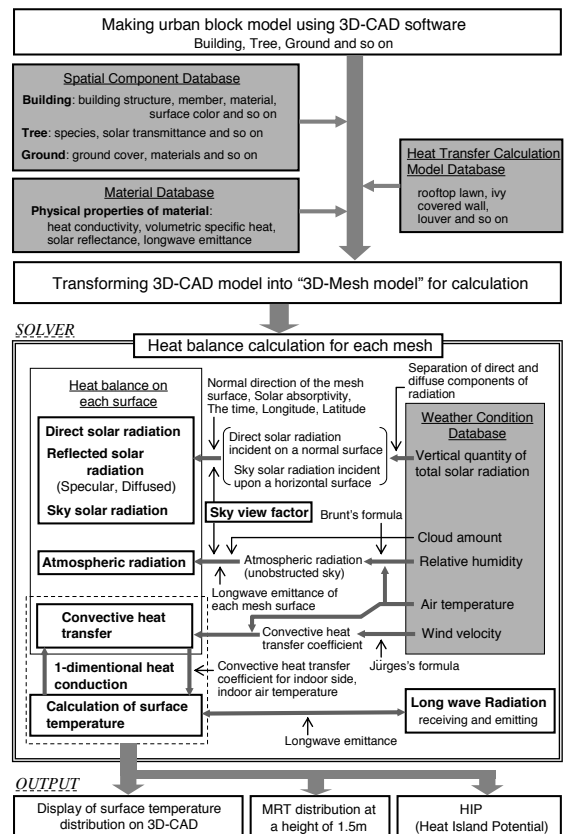 Making urban block model using 3D-CAD software
Building, Tree, Ground and so on
Spatial Component Database
Building: building structure, member, material,
surface color and so on
Tree: species, solar transmittance and so on
Ground: ground cover, materials and so on
Heat Transfer Calculation
Model Database
rooftop lawn, ivy
covered wall,
louver and so on
Material Database
Physical properties of material:
heat conductivity, volumetric specific heat,
solar reflectance, longwave emittance
Transforming 3D-CAD model into “3D-Mesh model” for calculation
SOLVER
Heat balance calculation for each mesh
Heat balance on
each surface
Normal direction of the mesh
surface, Solar absorptivity,
The time, Longitude, Latitude
Separation of direct and
diffuse components of
radiation
Weather Condition
Database
Direct solar radiation
Reflected solar
radiation
(Specular, Diffused)
Sky solar radiation
Direct solar radiation
incident on a normal surface
Sky solar radiation incident
upon a horizontal surface
Vertical quantity of
total solar radiation
Sky view factor
Brunt's formula
Cloud amount
Atmospheric radiation
Atmospheric radiation
(unobstructed sky)
Relative humidity
Longwave emittance of
each mesh surface
Air temperature
Convective heat
transfer
Convective heat
transfer coefficient
Wind velocity
Jürges's formula
1-dimentional heat
conduction
Convective heat transfer
coefficient for indoor side,
indoor air temperature
Calculation of surface
temperature
Long wave Radiation
receiving and emitting
Longwave emittance
OUTPUT
Display of surface temperature
distribution on 3D-CAD
MRT distribution at
a height of 1.5m
HIP
(Heat Island Potential)